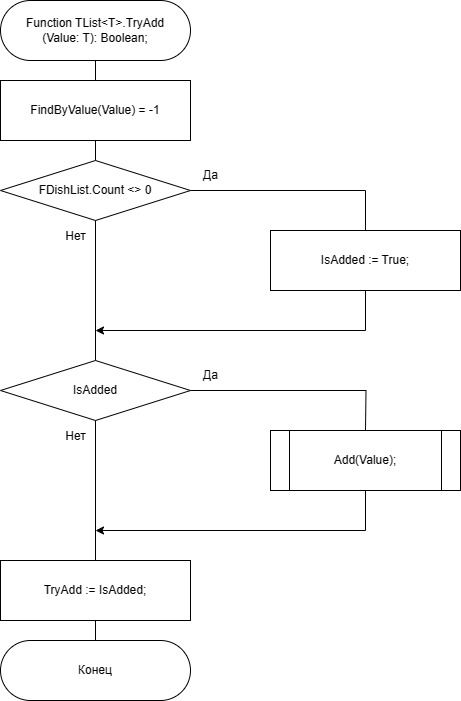 Function TList<T>.TryAdd
(Value: T): Boolean;
FindByValue(Value) = -1
FDishList.Count <> 0
Да
Нет
IsAdded := True;
IsAdded
Да
Нет
Add(Value);
TryAdd := IsAdded;
Конец